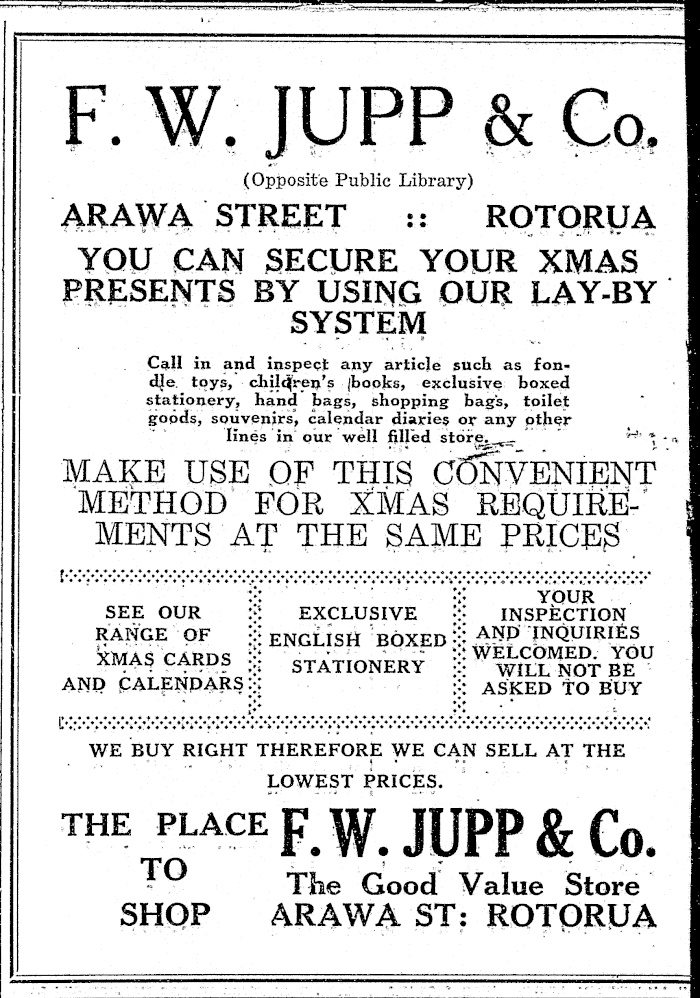 F. W. JUPP & Co.
(Opposite Public Library)
ARAWA STREET :: ROTORUA
YOU CAN SECURE YOUR XMAS
PRESENTS BY USING OUR LAY-BY
SYSTEM
Call in and inspect any article such as fon-
dle toys, children's books, exclusive boxed
stationery, hand bags, shopping bags, toilet
goods, souvenirs, calendar diaries or any other
lines in our well filled store.
MAKE USE OF THIS CONVENIENT
METHOD FOR XMAS REQUIRE-
MENTS AT THE SAME PRICES
SEE OUR
RANGE OF
XMAS CARDS
AND CALENDARS
EXCLUSIVE
ENGLISH BOXED
STATIONERY
YOUR
INSPECTION
AND INQUIRIES
WELCOMED. YOU
WILL NOT BE
ASKED TO BUY
WE BUY RIGHT THEREFORE WE CAN SELL AT THE
LOWEST PRICES.
THE PLACE
TO
SHOP
F. W. JUPP & Co.
The Good Value Store
ARAWA ST: ROTORUA